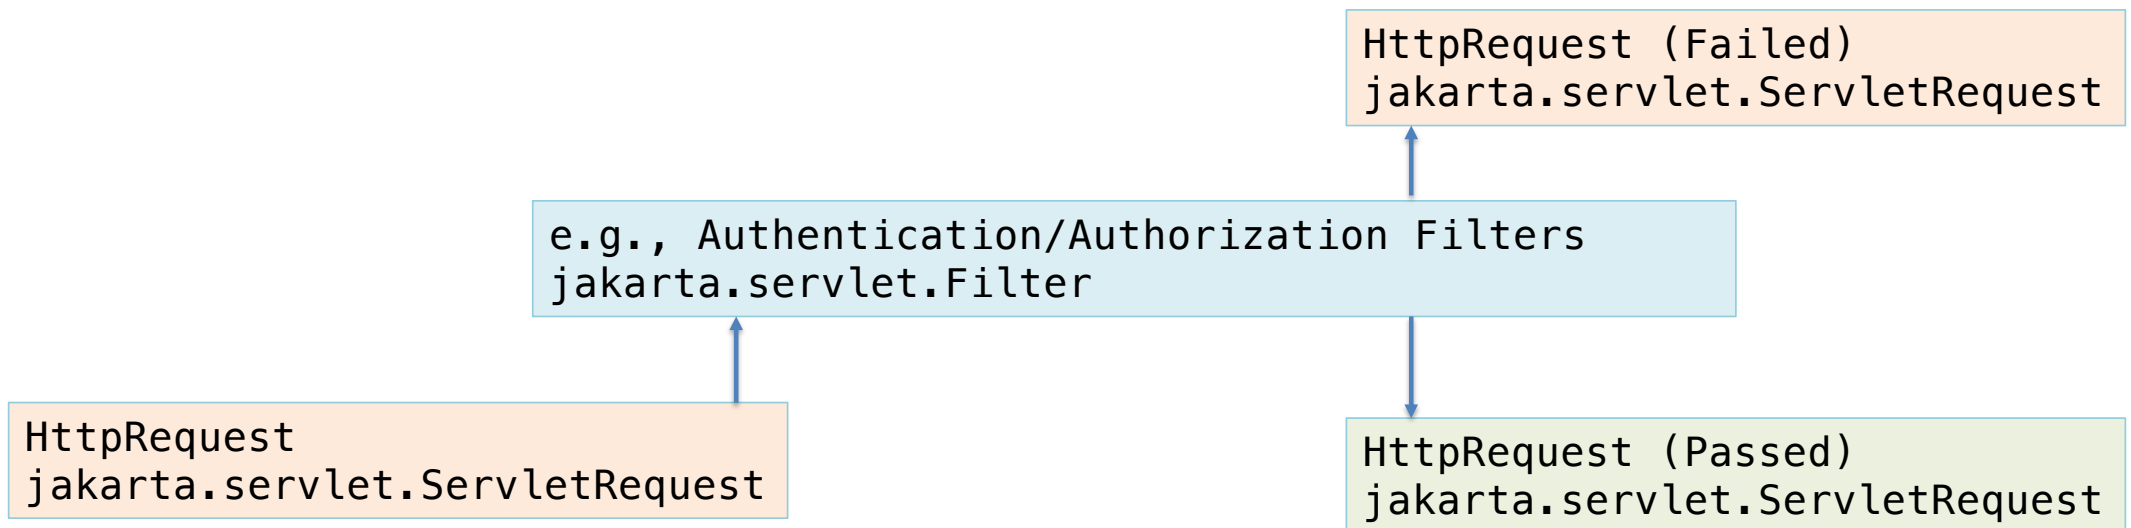 HttpRequest (Failed)
jakarta.servlet.ServletRequest
e.g., Authentication/Authorization Filters
jakarta.servlet.Filter
HttpRequest
jakarta.servlet.ServletRequest
HttpRequest (Passed)
jakarta.servlet.ServletRequest